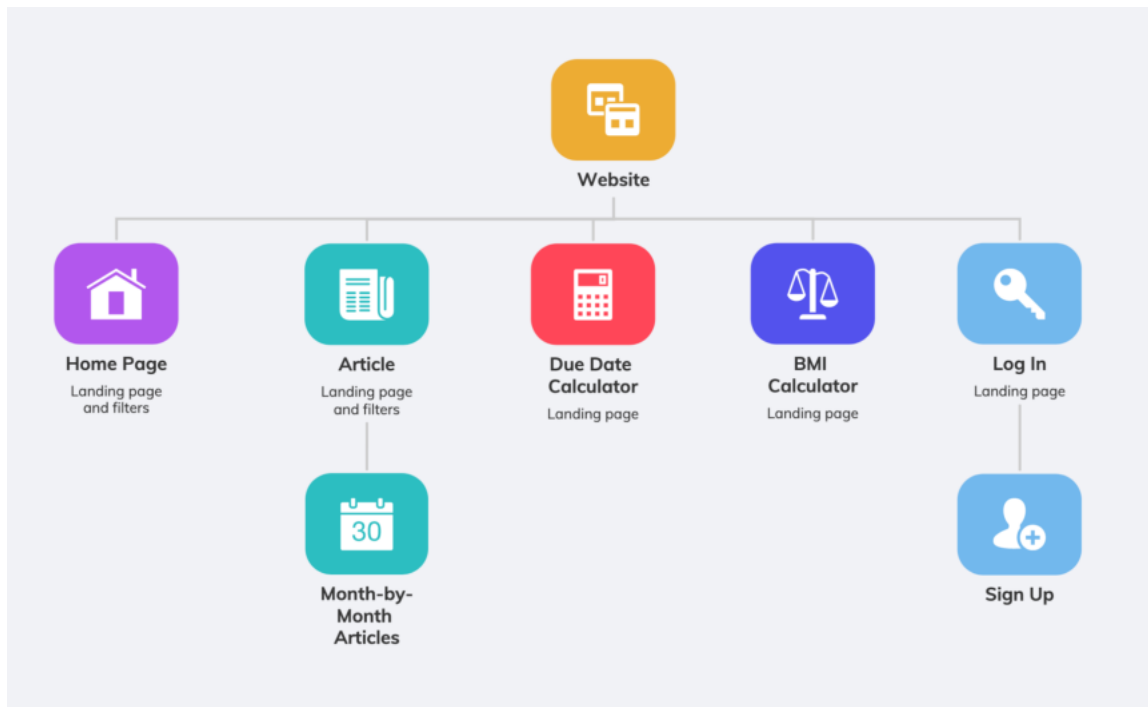 Website
Home Page
Landing page
and filters
Article
Landing page
and filters
Due Date
Calculator
Landing page
BMI
Calculator
Landing page
Log In
Landing page
30
Month-by-
Month
Articles
Sign Up